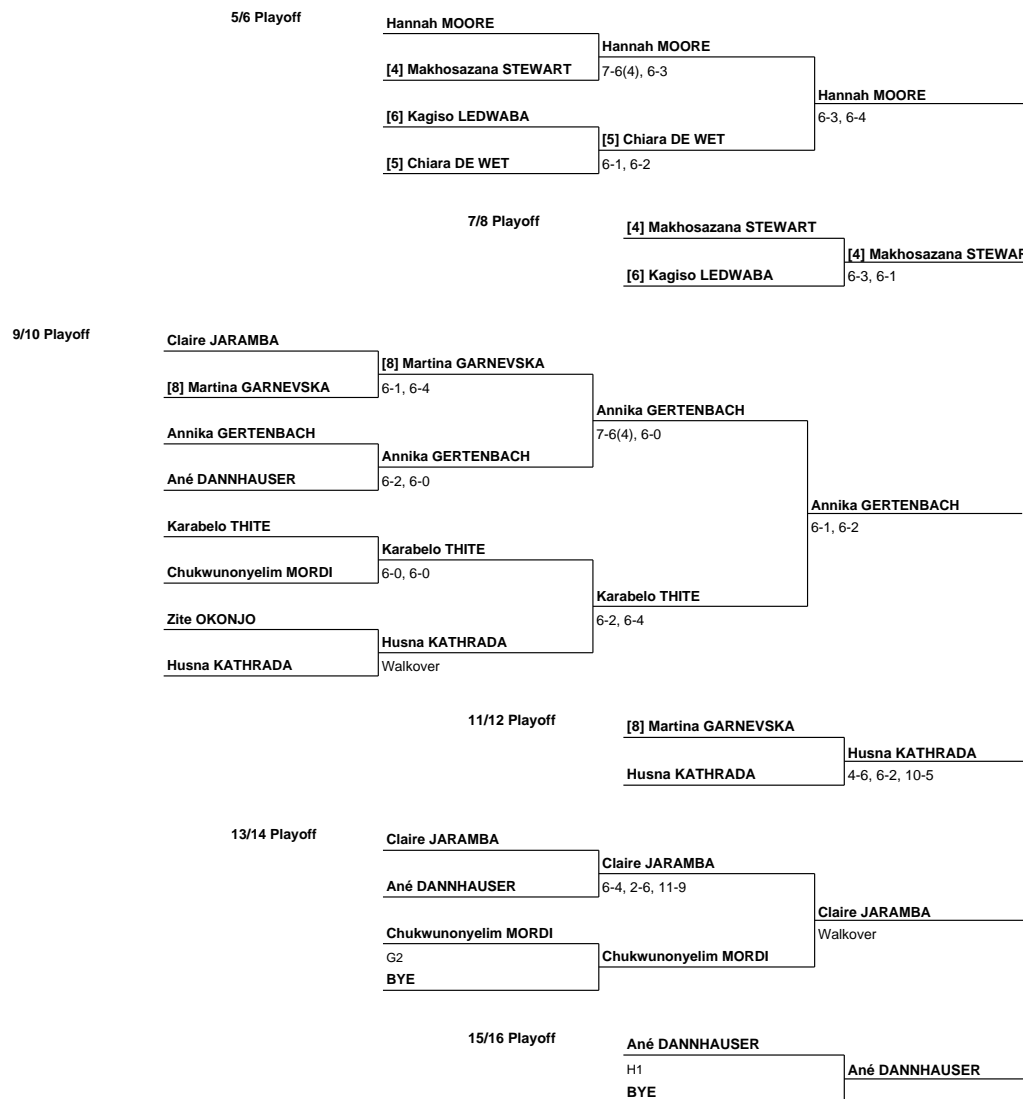 5/6 Playoff
Hannah MOORE
Hannah MOORE
[4] Makhosazana STEWART
7-6(4), 6-3
Hannah MOORE
6-3, 6-4
[6] Kagiso LEDWABA
[5] Chiara DE WET
[5] Chiara DE WET
6-1, 6-2
7/8 Playoff
[4] Makhosazana STEWART
[4] Makhosazana STEWAR
[6] Kagiso LEDWABA
6-3, 6-1
9/10 Playoff
Claire JARAMBA
[8] Martina GARNEVSKA
[8] Martina GARNEVSKA
6-1, 6-4
Annika GERTENBACH
7-6(4), 6-0
Annika GERTENBACH
Annika GERTENBACH
Ané DANNHAUSER
6-2, 6-0
Annika GERTENBACH
6-1, 6-2
Karabelo THITE
Karabelo THITE
Chukwunonyelim MORDI
6-0, 6-0
Karabelo THITE
6-2, 6-4
Zite OKONJO
Husna KATHRADA
Husna KATHRADA
Walkover
11/12 Playoff
[8] Martina GARNEVSKA
Husna KATHRADA
Husna KATHRADA
4-6, 6-2, 10-5
13/14 Playoff
Claire JARAMBA
Claire JARAMBA
Ané DANNHAUSER
6-4, 2-6, 11-9
Claire JARAMBA
Walkover
Chukwunonyelim MORDI
G2
Chukwunonyelim MORDI
BYE
15/16 Playoff
Ané DANNHAUSER
H1
Ané DANNHAUSER
BYE